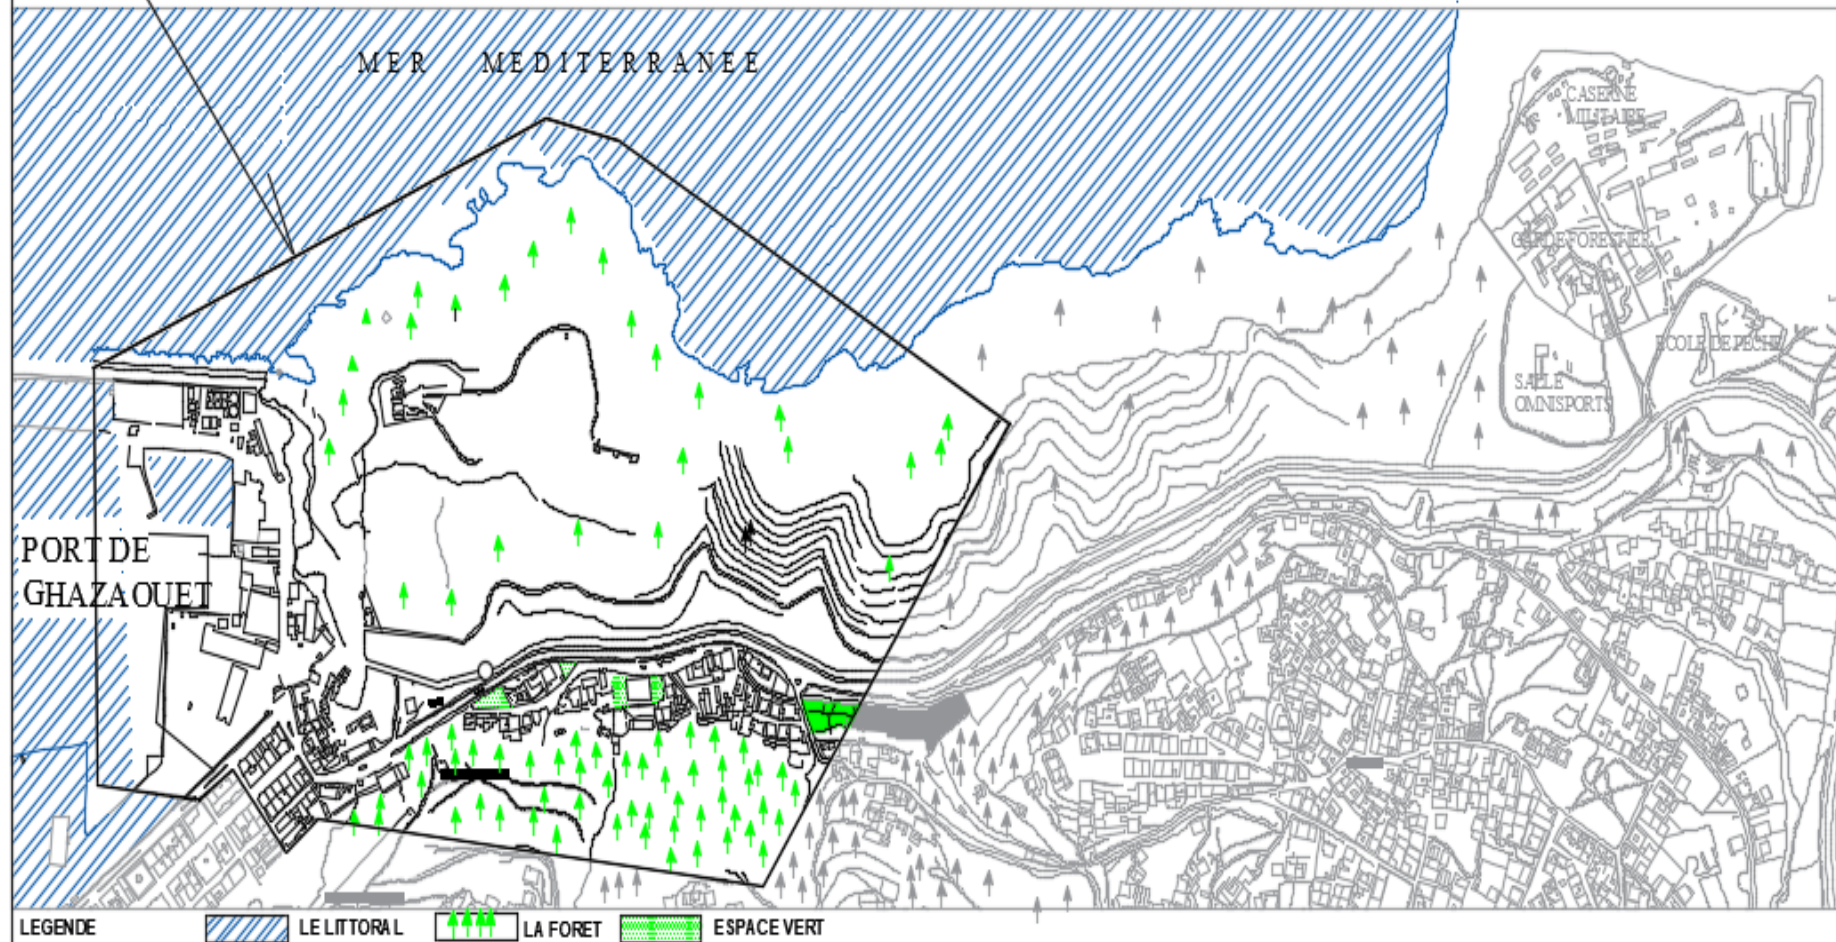 MER MEDITERRANEE
CASERNE
MILITAIRE
GARDE FORESTIER
ECOLE DE PECHE
SALLE
OMNISPORTS
PORT DE
GHAZAOUET
LEGENDE LE LITTORAL LA FORET ESPACE VERT